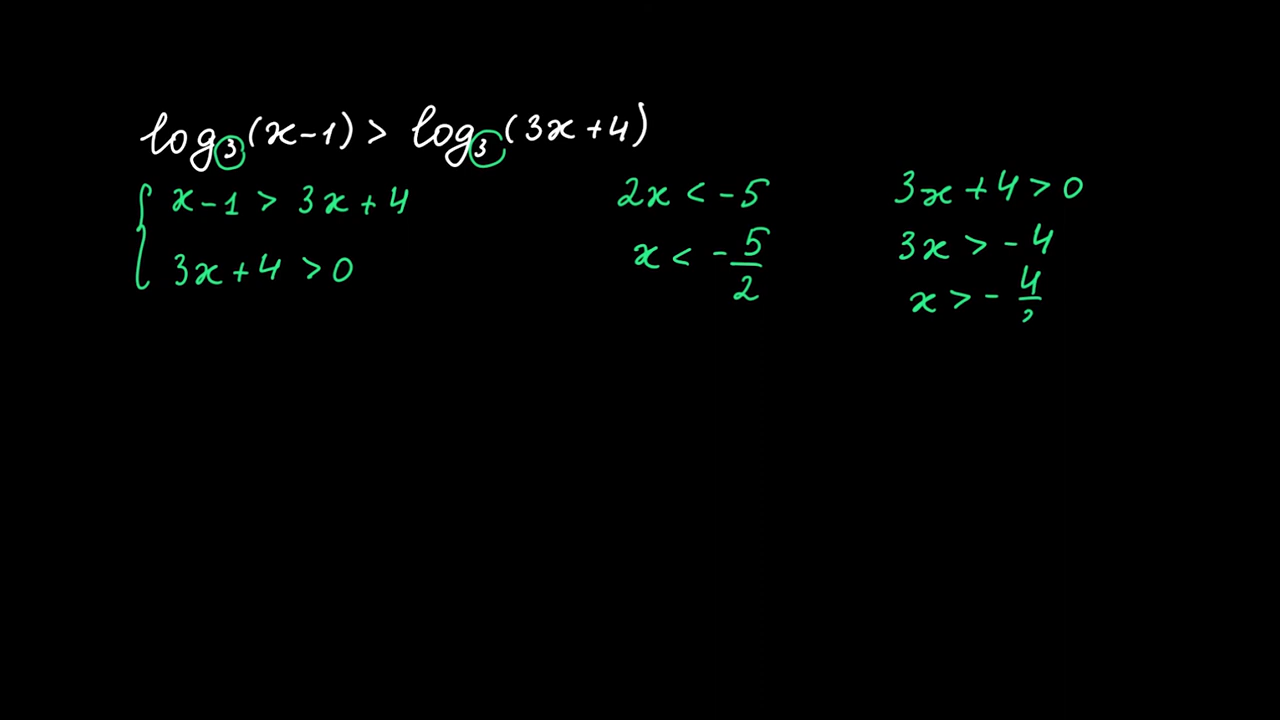 log₃(x-1) > log₃(3x+4)
{ x-1 > 3x+4
3x+4 > 0
2x < -5
x < -5/2
3x+4 > 0
3x > -4
x > -4/